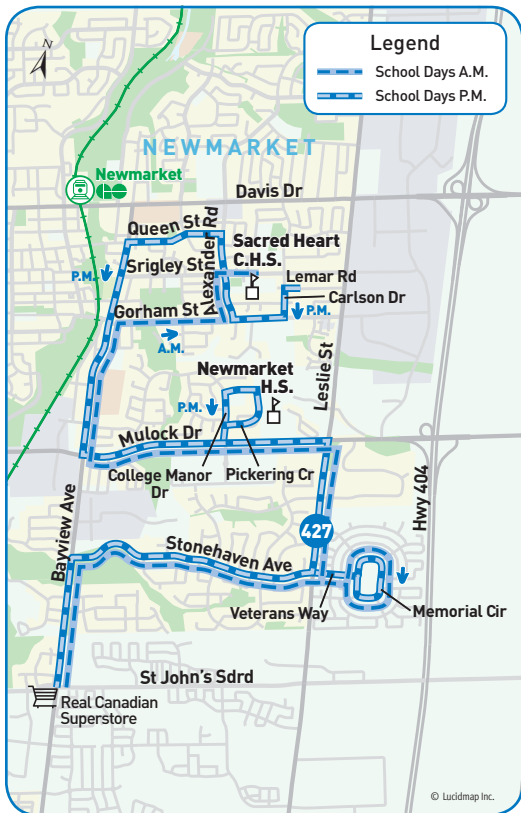 Legend
School Days A.M.
School Days P.M.
N
NEWMARKET
Newmarket
GO
Davis Dr
Queen St
Alexander Rd
Sacred Heart
C.H.S.
Srigley St
P.M.
Lemar Rd
Carlson Dr
Gorham St
P.M.
A.M.
Leslie St
Newmarket
H.S.
P.M.
Mulock Dr
College Manor
Dr
Pickering Cr
Hwy 404
Bayview Ave
427
Stonehaven Ave
Veterans Way
Memorial Cir
St John's Sdrd
Real Canadian
Superstore
© Lucidmap Inc.